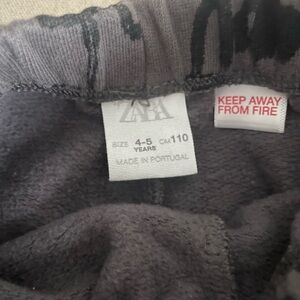 ZARA
SIZE 4-5 YEARS CM 110
MADE IN PORTUGAL
KEEP AWAY
FROM FIRE